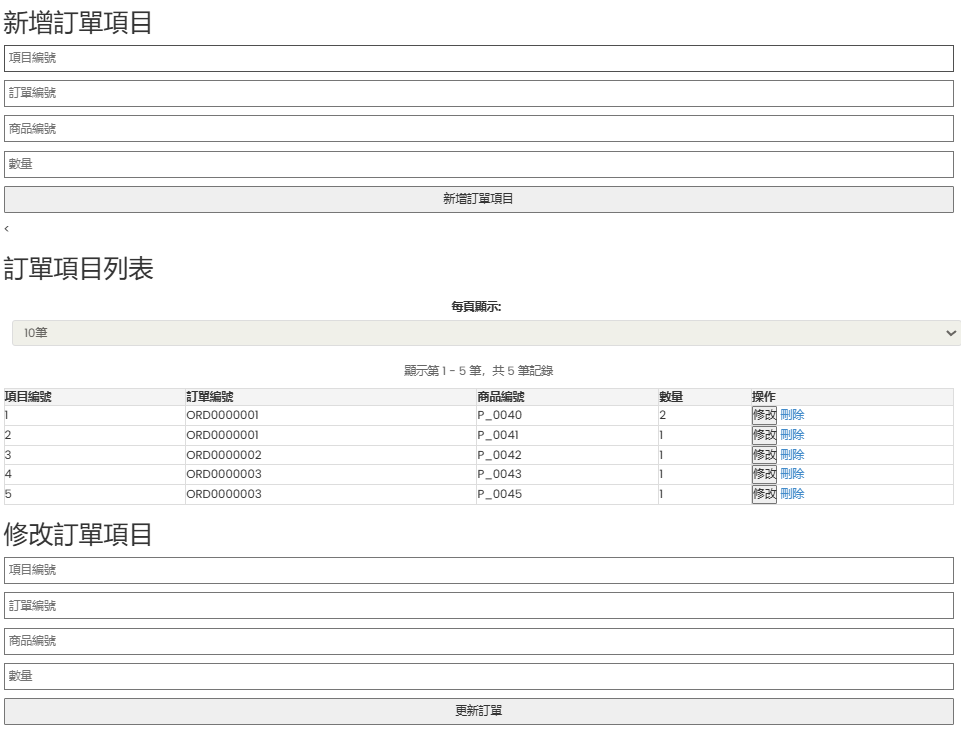 新增訂單項目
項目編號
訂單編號
商品編號
數量
新增訂單項目
<
訂單項目列表
每頁顯示:
10筆
顯示第 1 - 5 筆，共 5 筆記錄
項目編號 訂單編號 商品編號 數量 操作
1 ORD0000001 P_0040 2 修改 刪除
2 ORD0000001 P_0041 1 修改 刪除
3 ORD0000002 P_0042 1 修改 刪除
4 ORD0000003 P_0043 1 修改 刪除
5 ORD0000003 P_0045 1 修改 刪除
修改訂單項目
項目編號
訂單編號
商品編號
數量
更新訂單